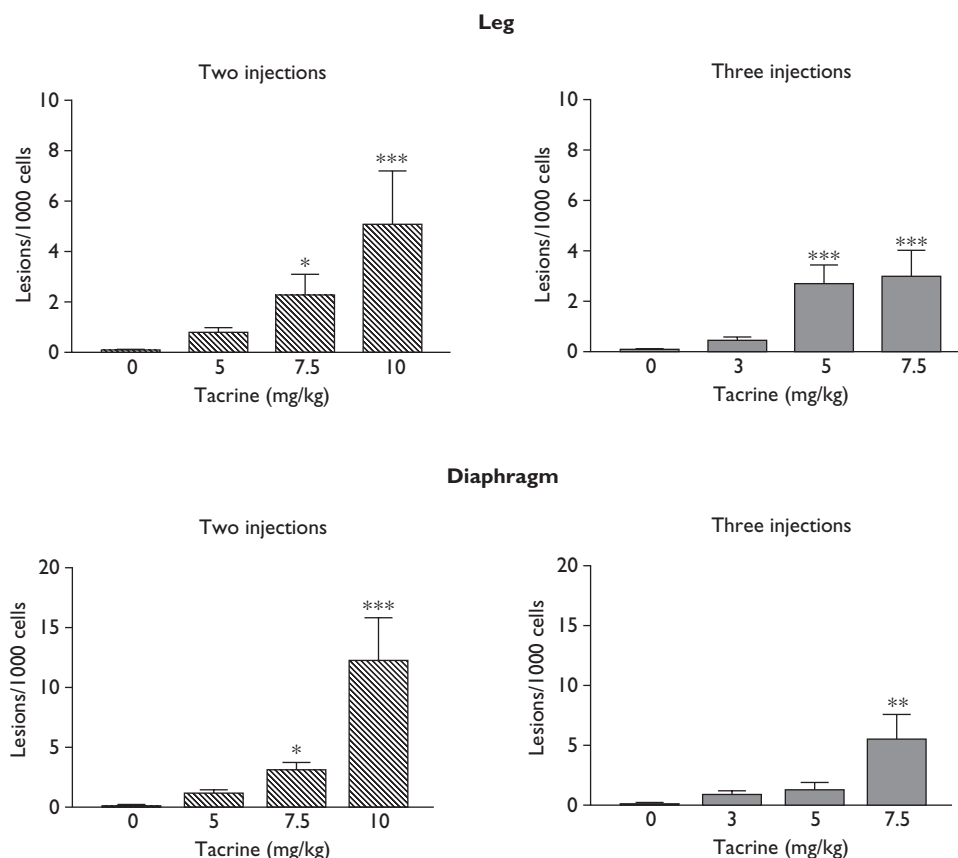 Leg
Two injections
10
8
6
4
2
0
Lesions/1000 cells
*
***
0 5 7.5 10
Tacrine (mg/kg)
Three injections
10
8
6
4
2
0
Lesions/1000 cells
***
***
0 3 5 7.5
Tacrine (mg/kg)
Diaphragm
Two injections
20
15
10
5
0
Lesions/1000 cells
*
***
0 5 7.5 10
Tacrine (mg/kg)
Three injections
20
15
10
5
0
Lesions/1000 cells
**
0 3 5 7.5
Tacrine (mg/kg)